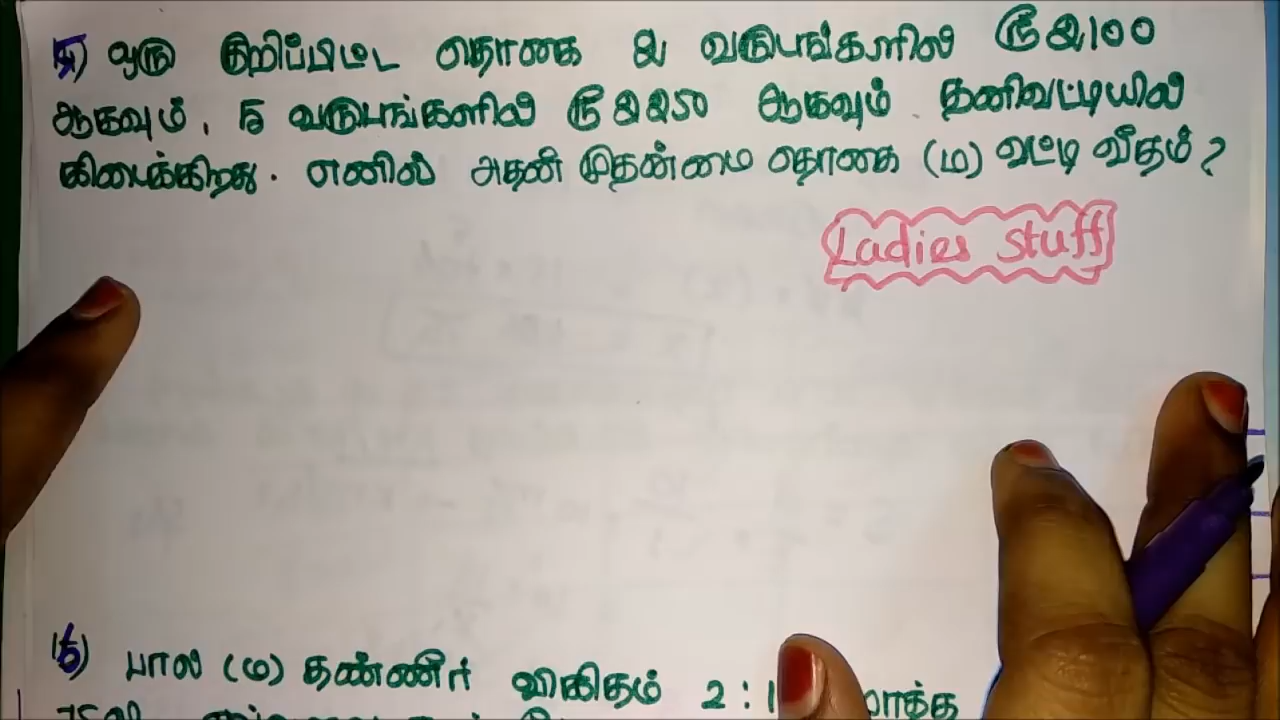 5) ஒரு குறிப்பிட்ட தொகை 2 வருடங்களில் ரூ 2100
ஆகவும், 5 வருடங்களில் ரூ 2250 ஆகவும் தனிவட்டியில்
கிடைக்கிறது. எனில் அதன் முதன்மை தொகை (ம) வட்டி வீதம் ?
Ladies Stuff
16) பால் (ம) தண்ணீர் விகிதம் 2 : 1